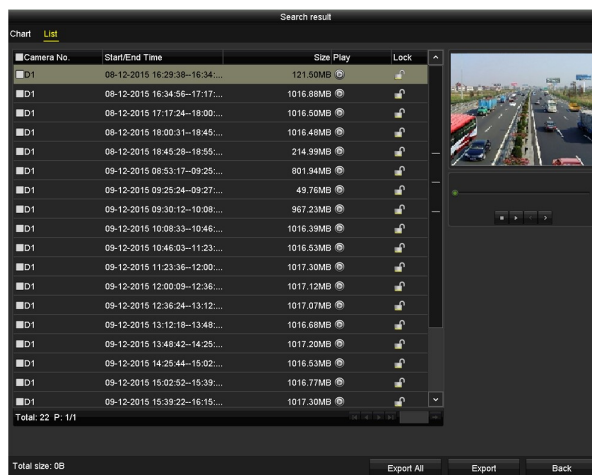 Search result
Chart List
Camera No. Start/End Time Size Play Lock
D1 08-12-2015 16:29:38--16:34:... 121.50MB
D1 08-12-2015 16:34:56--17:17:... 1016.88MB
D1 08-12-2015 17:17:24--18:00:... 1016.50MB
D1 08-12-2015 18:00:31--18:45:... 1016.48MB
D1 08-12-2015 18:45:28--18:55:... 214.99MB
D1 09-12-2015 08:53:17--09:25:... 801.94MB
D1 09-12-2015 09:25:24--09:27:... 49.76MB
D1 09-12-2015 09:30:12--10:08:... 967.23MB
D1 09-12-2015 10:08:33--10:46:... 1016.39MB
D1 09-12-2015 10:46:03--11:23:... 1016.53MB
D1 09-12-2015 11:23:36--12:00:... 1017.30MB
D1 09-12-2015 12:00:09--12:36:... 1017.12MB
D1 09-12-2015 12:36:24--13:12:... 1017.07MB
D1 09-12-2015 13:12:18--13:48:... 1016.68MB
D1 09-12-2015 13:48:42--14:25:... 1017.20MB
D1 09-12-2015 14:25:44--15:02:... 1016.53MB
D1 09-12-2015 15:02:52--15:39:... 1016.77MB
D1 09-12-2015 15:39:22--16:15:... 1017.30MB
Total: 22 P: 1/1
Total size: 0B
Export All Export Back